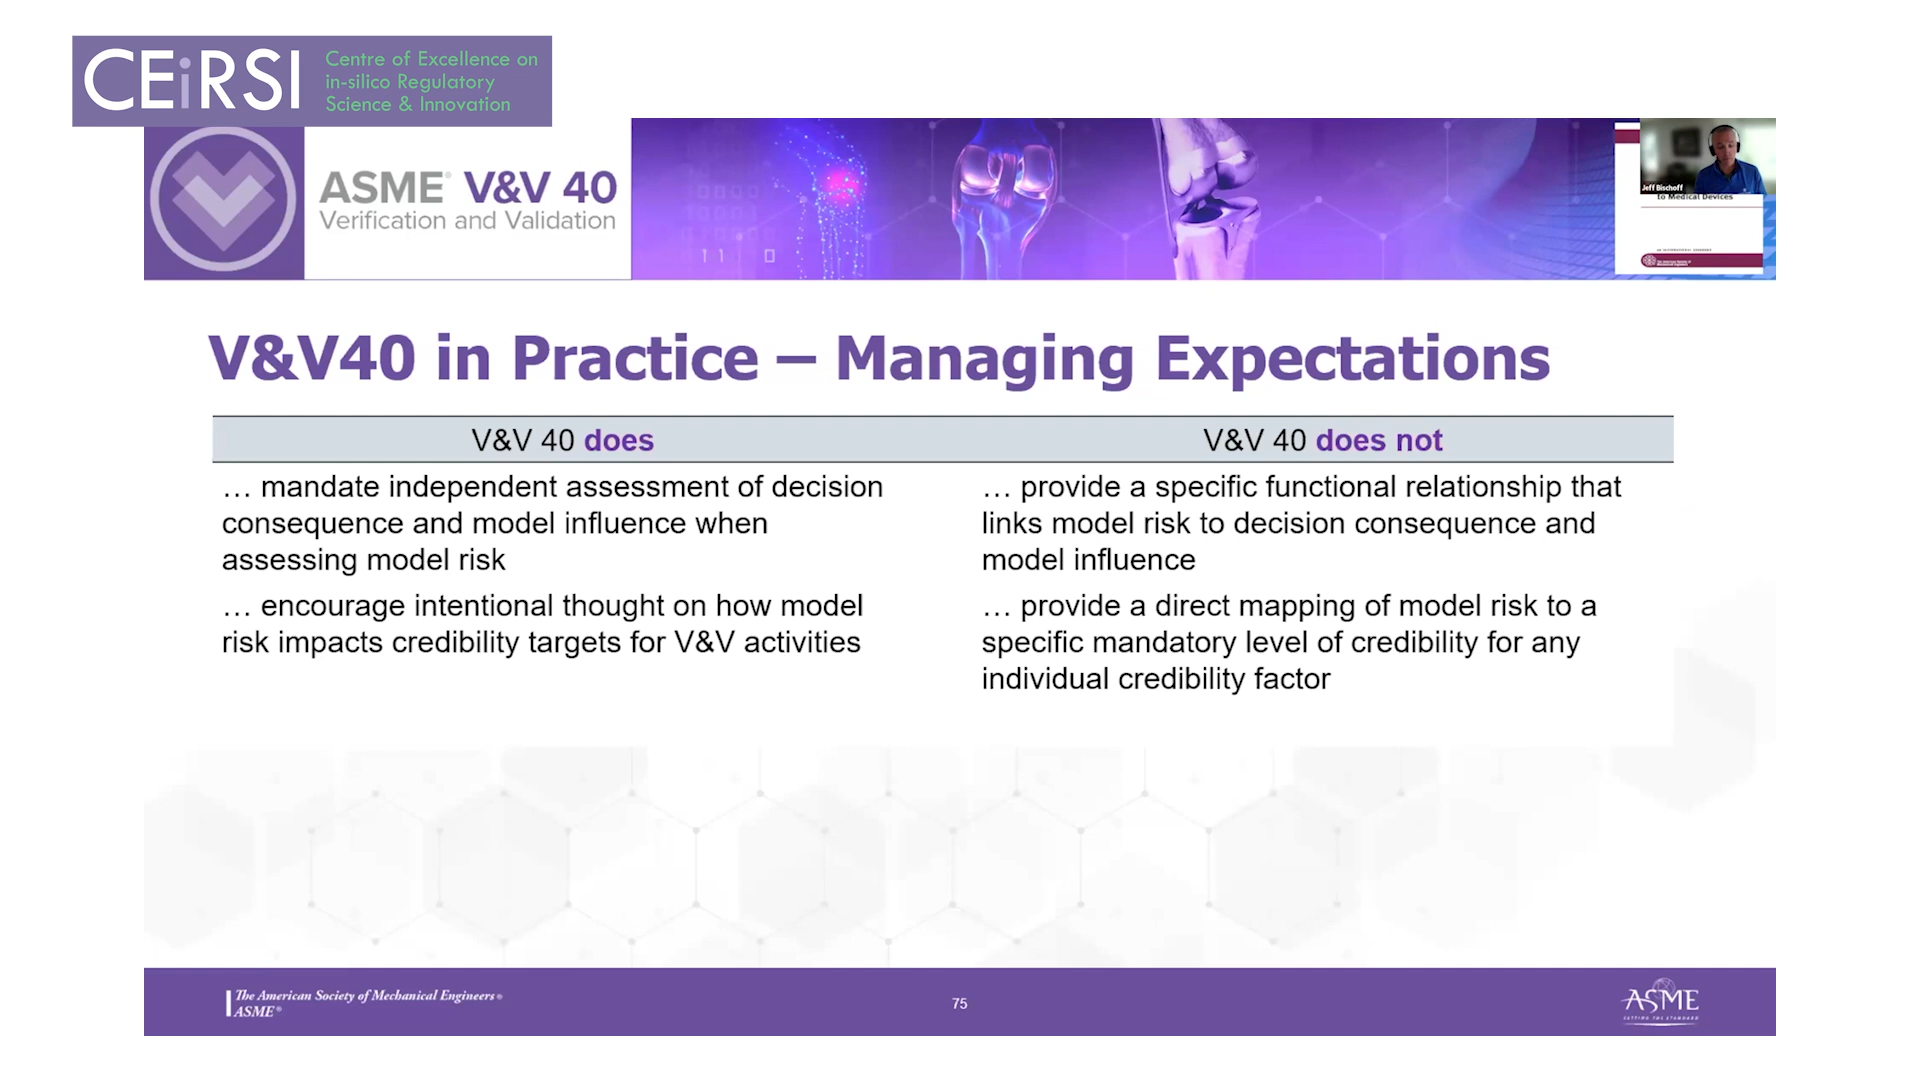 CEiRSI
Centre of Excellence on
in-silico Regulatory
Science & Innovation
ASME® V&V 40
Verification and Validation
11 0
Jeff Bischoff
to Medical Devices
V&V40 in Practice – Managing Expectations
V&V 40 does
V&V 40 does not
… mandate independent assessment of decision
consequence and model influence when
assessing model risk
… provide a specific functional relationship that
links model risk to decision consequence and
model influence
… encourage intentional thought on how model
risk impacts credibility targets for V&V activities
… provide a direct mapping of model risk to a
specific mandatory level of credibility for any
individual credibility factor
The American Society of Mechanical Engineers®
ASME®
75
ASME
SETTING THE STANDARD